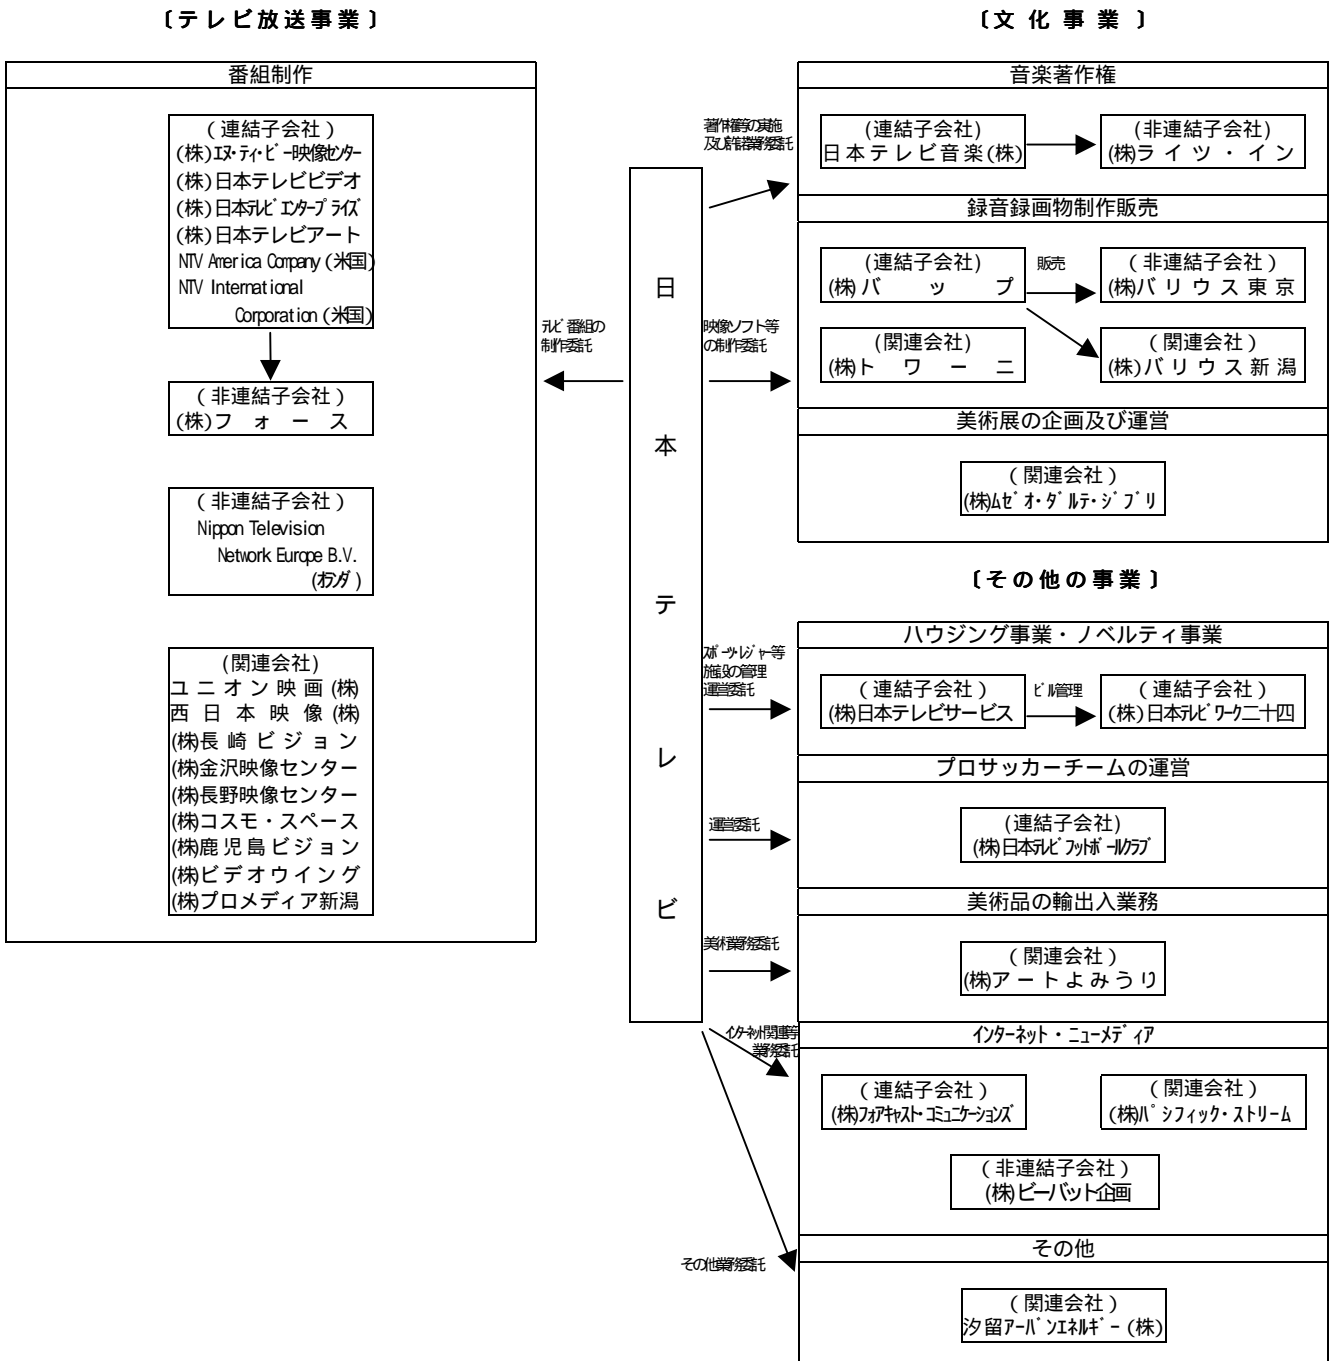 〔テレビ放送事業〕
番組制作
(連結子会社)
(株)エヌ・ティ・ビー映像センター
(株)日本テレビビデオ
(株)日本テレビエンタープライズ
(株)日本テレビアート
NTV America Company (米国)
NTV International
Corporation (米国)
(非連結子会社)
(株)フォース
(非連結子会社)
Nippon Television
Network Europe B.V.
(オランダ)
(関連会社)
ユニオン映画(株)
西日本映像(株)
(株)長崎ビジョン
(株)金沢映像センター
(株)長野映像センター
(株)コスモ・スペース
(株)鹿児島ビジョン
(株)ビデオウイング
(株)プロメディア新潟
テレビ番組の
制作委託
日本テレビ
著作権等の実施
及び許諾業務委託
映像ソフト等
の制作委託
スポーツ・レジャー等
施設の管理
運営委託
運営委託
美術業務委託
インターネット関連等
業務委託
その他業務委託
〔文化事業〕
音楽著作権
(連結子会社)
日本テレビ音楽(株)
(非連結子会社)
(株)ライツ・イン
録音録画物制作販売
(連結子会社)
(株)バップ
販売
(非連結子会社)
(株)バリウス東京
(関連会社)
(株)トワーニ
(関連会社)
(株)バリウス新潟
美術展の企画及び運営
(関連会社)
(株)ムゼオ・ダルテ・ジブリ
〔その他の事業〕
ハウジング事業・ノベルティ事業
(連結子会社)
(株)日本テレビサービス
ビル管理
(連結子会社)
(株)日本テレビワーク二十四
プロサッカーチームの運営
(連結子会社)
(株)日本テレビフットボールクラブ
美術品の輸出入業務
(関連会社)
(株)アートよみうり
インターネット・ニューメディア
(連結子会社)
(株)フォアキャスト・コミュニケーションズ
(関連会社)
(株)パシフィック・ストリーム
(非連結子会社)
(株)ビーバット企画
その他
(関連会社)
汐留アーバンエネルギー(株)